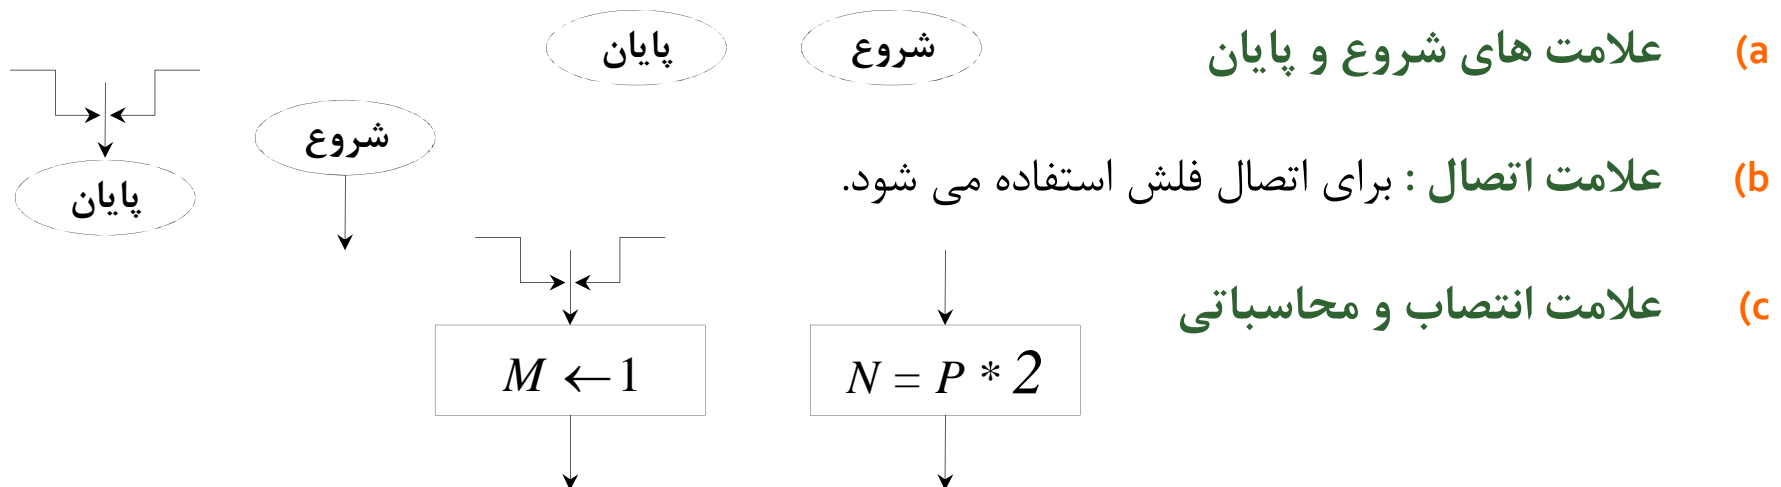 a) علامت های شروع و پایان
شروع
پایان
شروع
پایان
b) علامت اتصال : برای اتصال فلش استفاده می شود.
c) علامت انتصاب و محاسباتی
N = P * 2
M ← 1